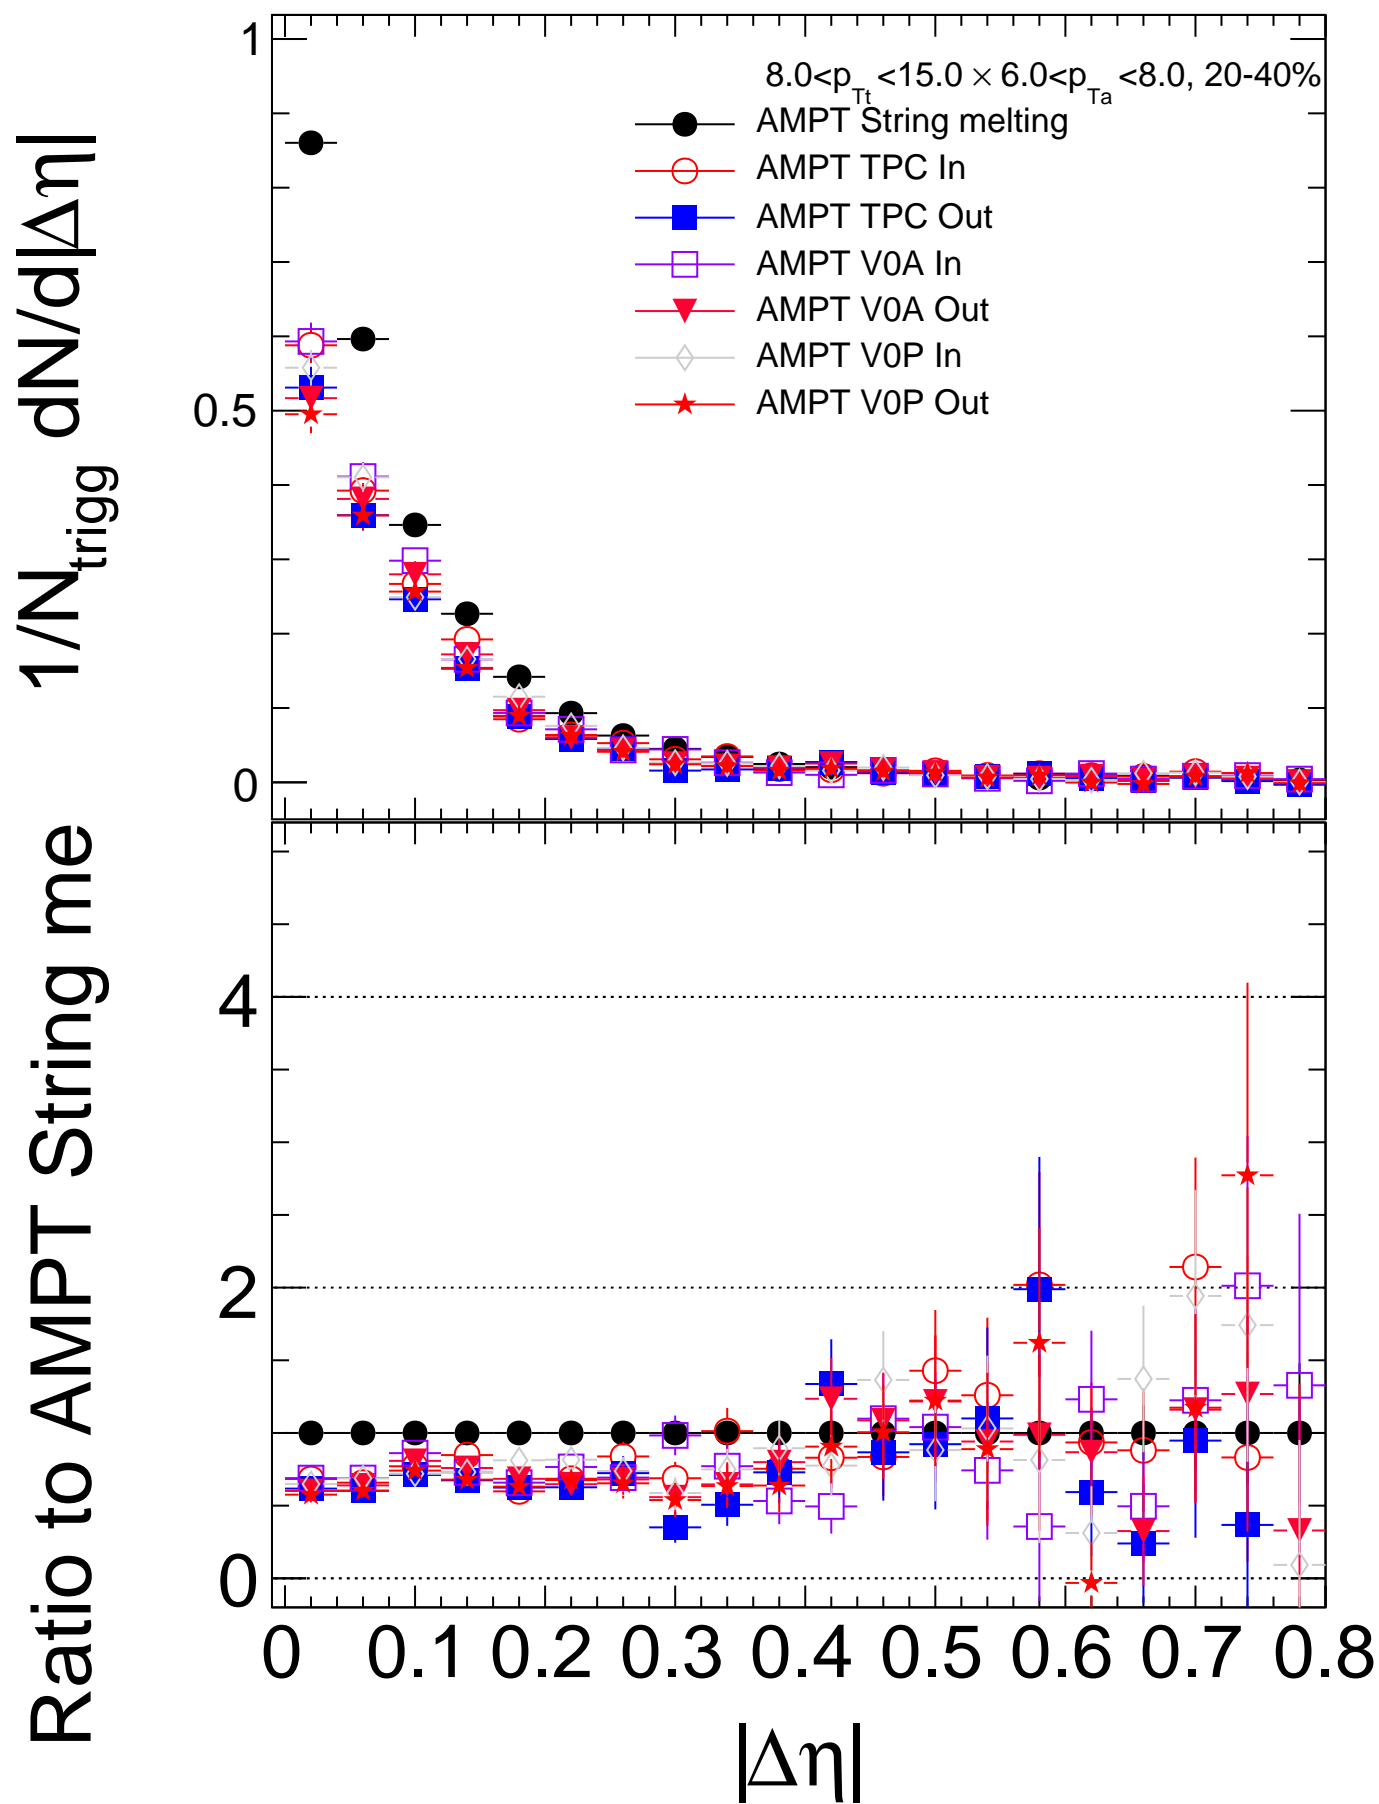 1/N_trigg dN/d|Δη|
1
0.5
0
8.0<p_Tt<15.0 × 6.0<p_Ta<8.0, 20-40%
AMPT String melting
AMPT TPC In
AMPT TPC Out
AMPT V0A In
AMPT V0A Out
AMPT V0P In
AMPT V0P Out
Ratio to AMPT String me
4
2
0
0 0.1 0.2 0.3 0.4 0.5 0.6 0.7 0.8
|Δη|